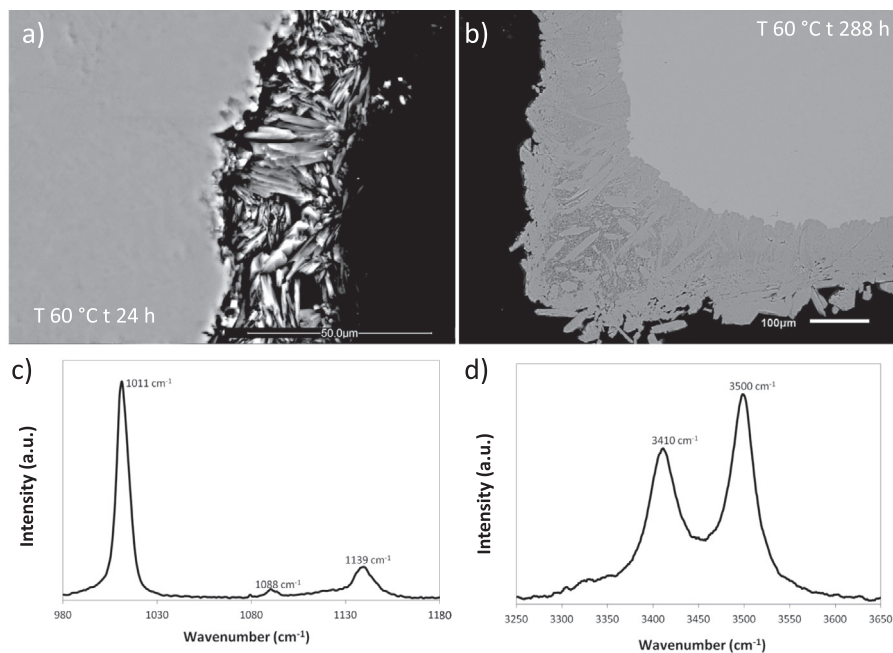 a)
T 60 °C t 24 h
50.0µm
b)
T 60 °C t 288 h
100µm
c)
Intensity (a.u.)
1011 cm⁻¹
1088 cm⁻¹
1139 cm⁻¹
980 1030 1080 1130 1180
Wavenumber (cm⁻¹)
d)
Intensity (a.u.)
3410 cm⁻¹
3500 cm⁻¹
3250 3300 3350 3400 3450 3500 3550 3600 3650
Wavenumber (cm⁻¹)